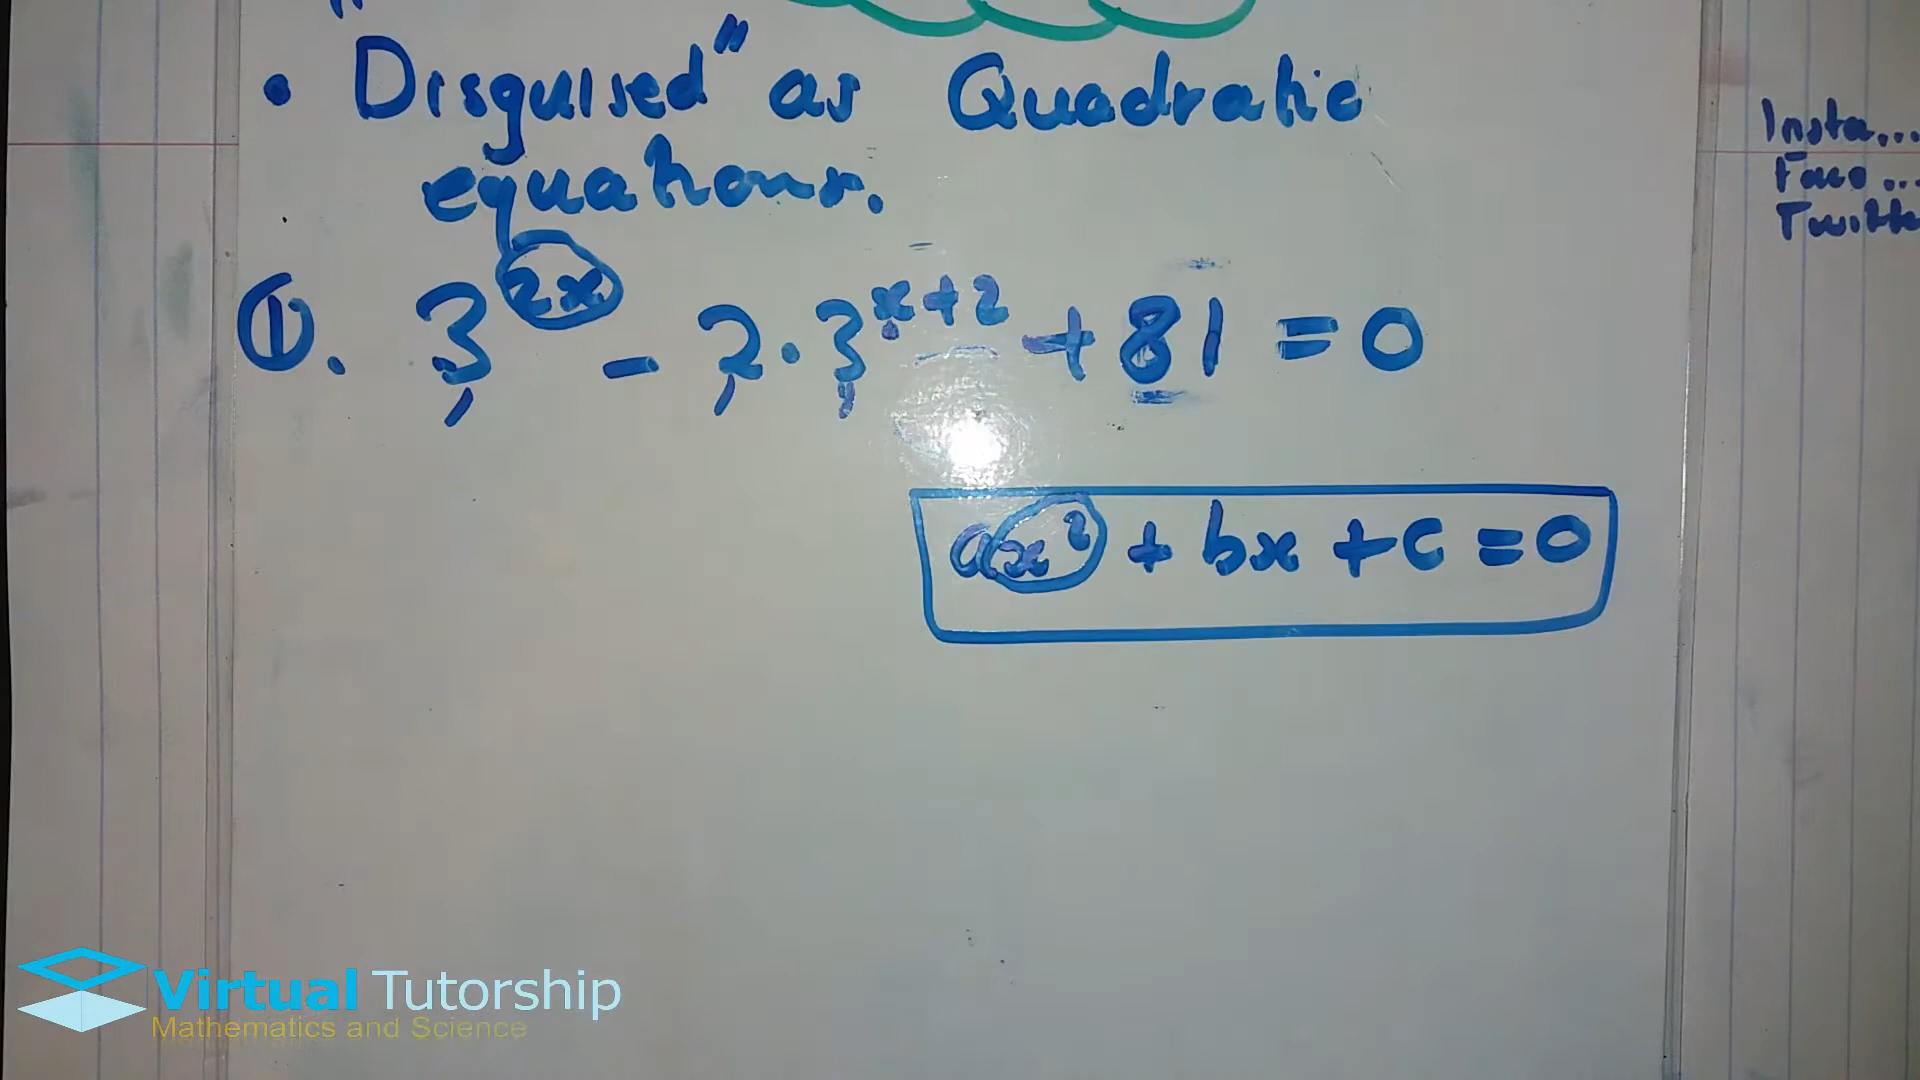 • Disguised" as Quadratic
equations.
①. 3^{2x} - 2·3^{x+2} + 81 = 0
ax² + bx + c = 0
Insta...
Face...
Twitte
Virtual Tutorship
Mathematics and Science